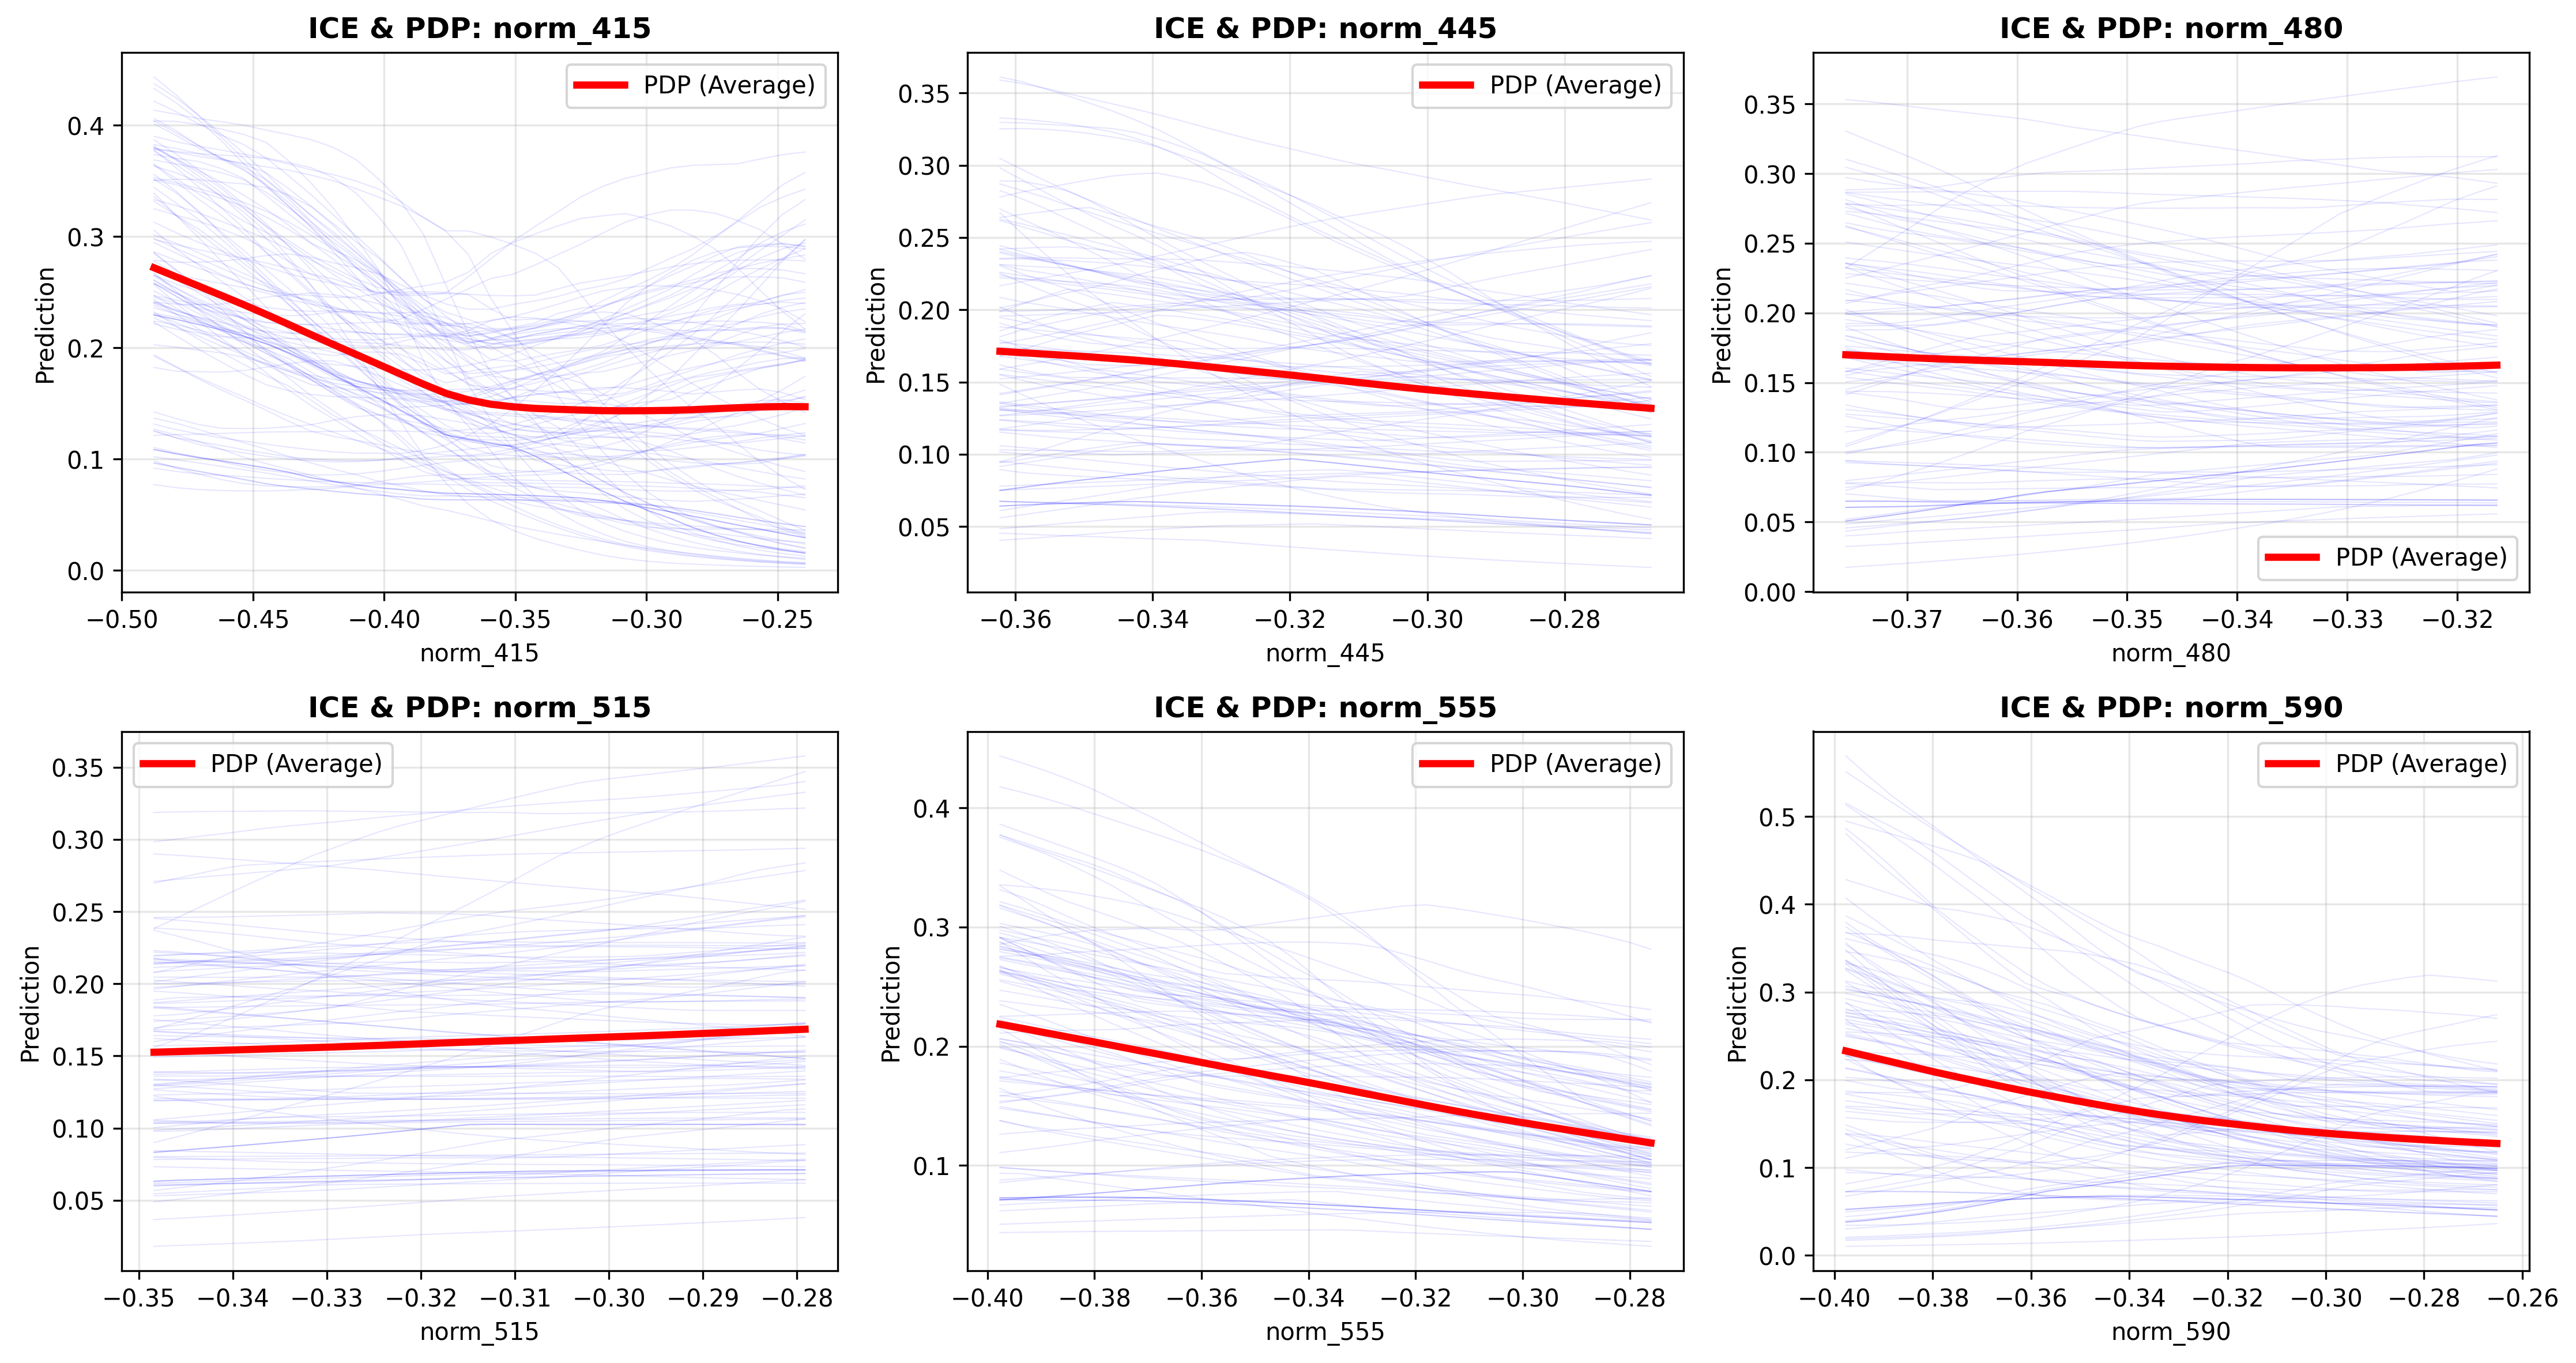 ICE & PDP: norm_415
PDP (Average)
Prediction
0.4
0.3
0.2
0.1
0.0
−0.50 −0.45 −0.40 −0.35 −0.30 −0.25
norm_415
ICE & PDP: norm_445
PDP (Average)
Prediction
0.35
0.30
0.25
0.20
0.15
0.10
0.05
−0.36 −0.34 −0.32 −0.30 −0.28
norm_445
ICE & PDP: norm_480
Prediction
0.35
0.30
0.25
0.20
0.15
0.10
0.05
0.00
PDP (Average)
−0.37 −0.36 −0.35 −0.34 −0.33 −0.32
norm_480
ICE & PDP: norm_515
PDP (Average)
Prediction
0.35
0.30
0.25
0.20
0.15
0.10
0.05
−0.35 −0.34 −0.33 −0.32 −0.31 −0.30 −0.29 −0.28
norm_515
ICE & PDP: norm_555
PDP (Average)
Prediction
0.4
0.3
0.2
0.1
−0.40 −0.38 −0.36 −0.34 −0.32 −0.30 −0.28
norm_555
ICE & PDP: norm_590
PDP (Average)
Prediction
0.5
0.4
0.3
0.2
0.1
0.0
−0.40 −0.38 −0.36 −0.34 −0.32 −0.30 −0.28 −0.26
norm_590